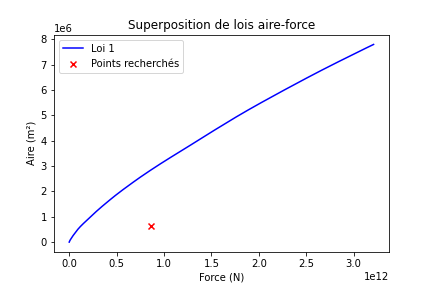 Superposition de lois aire-force
1e6
Loi 1
Points recherchés
8
7
6
5
4
3
2
1
0
Aire (m²)
0.0 0.5 1.0 1.5 2.0 2.5 3.0
Force (N)
1e12